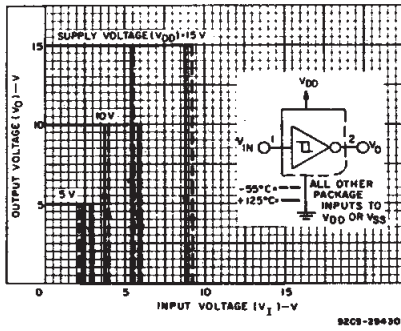 SUPPLY VOLTAGE (VDD)=15 V
10 V
5 V
15
10
5
0
5
10
15
OUTPUT VOLTAGE (VO)–V
INPUT VOLTAGE (VI)–V
VDD
VIN
1
2
VO
-55°C
+125°C
ALL OTHER
PACKAGE
INPUTS TO
VDD OR VSS
92CS-29430